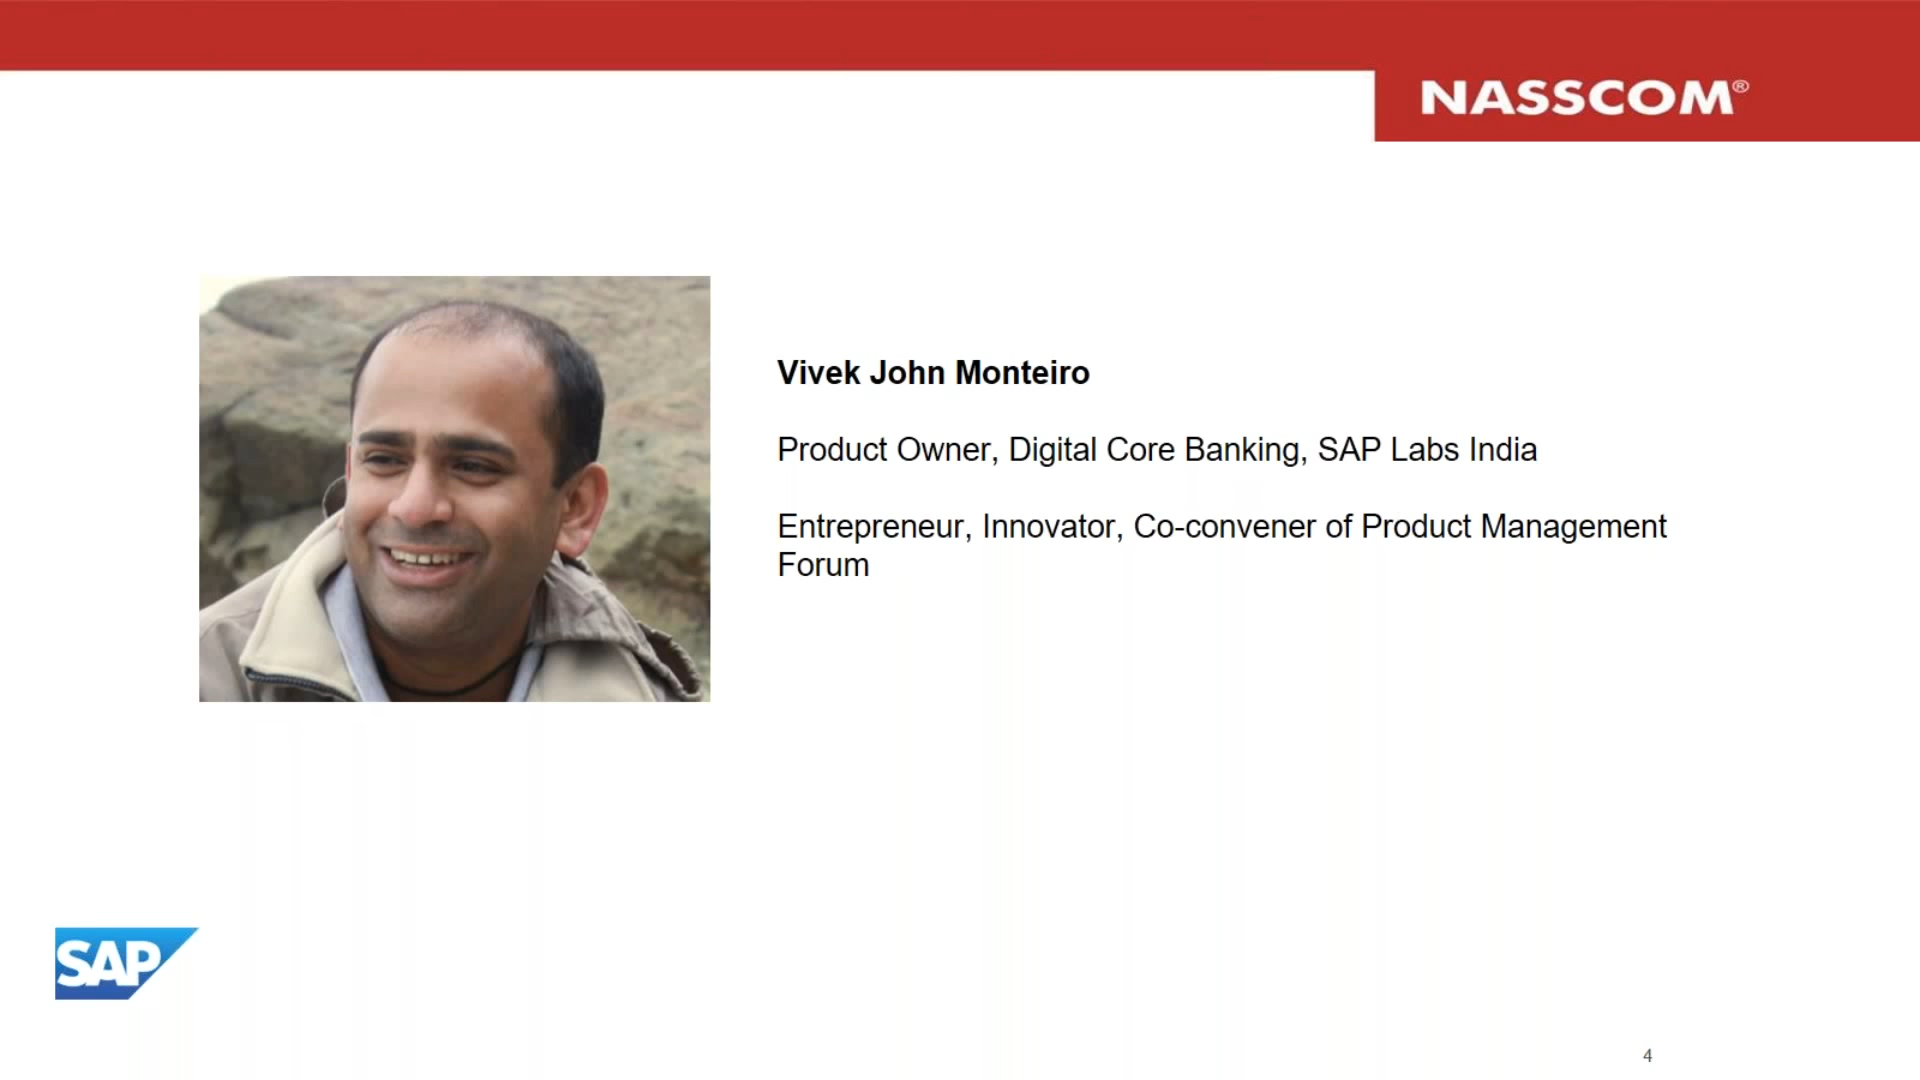 NASSCOM®
Vivek John Monteiro
Product Owner, Digital Core Banking, SAP Labs India
Entrepreneur, Innovator, Co-convener of Product Management
Forum
SAP
4